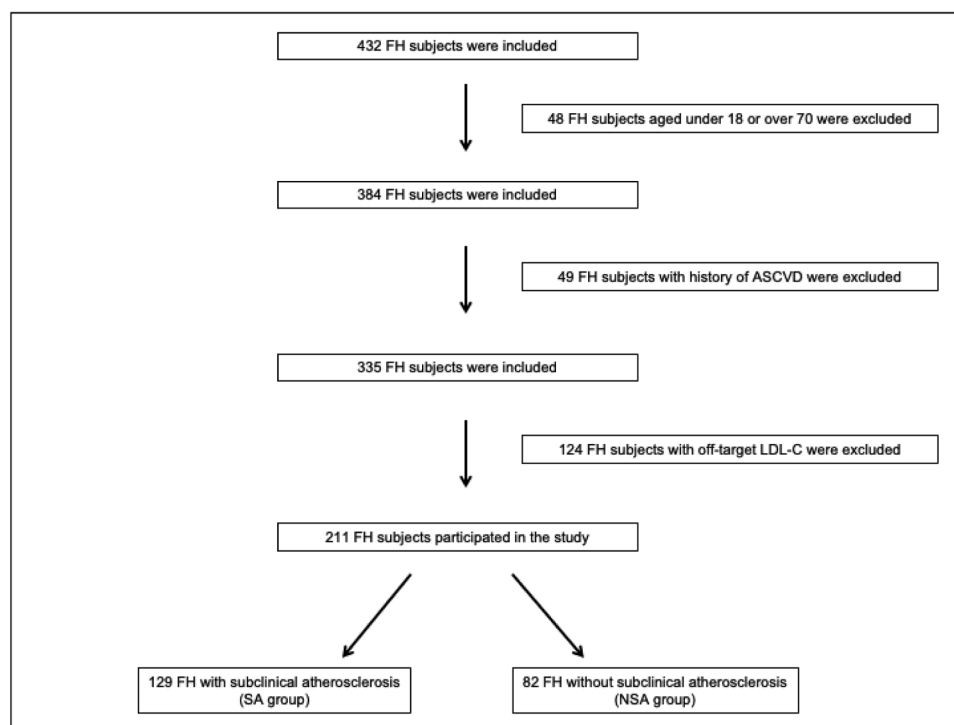 432 FH subjects were included
48 FH subjects aged under 18 or over 70 were excluded
384 FH subjects were included
49 FH subjects with history of ASCVD were excluded
335 FH subjects were included
124 FH subjects with off-target LDL-C were excluded
211 FH subjects participated in the study
129 FH with subclinical atherosclerosis
(SA group)
82 FH without subclinical atherosclerosis
(NSA group)